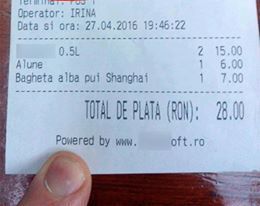 Operator: IRINA
Data si ora: 27.04.2016 19:46:22
0.5L 2 15.00
Alune 1 6.00
Bagheta alba pui Shanghai 1 7.00
TOTAL DE PLATA (RON): 28.00
Powered by www. oft.ro